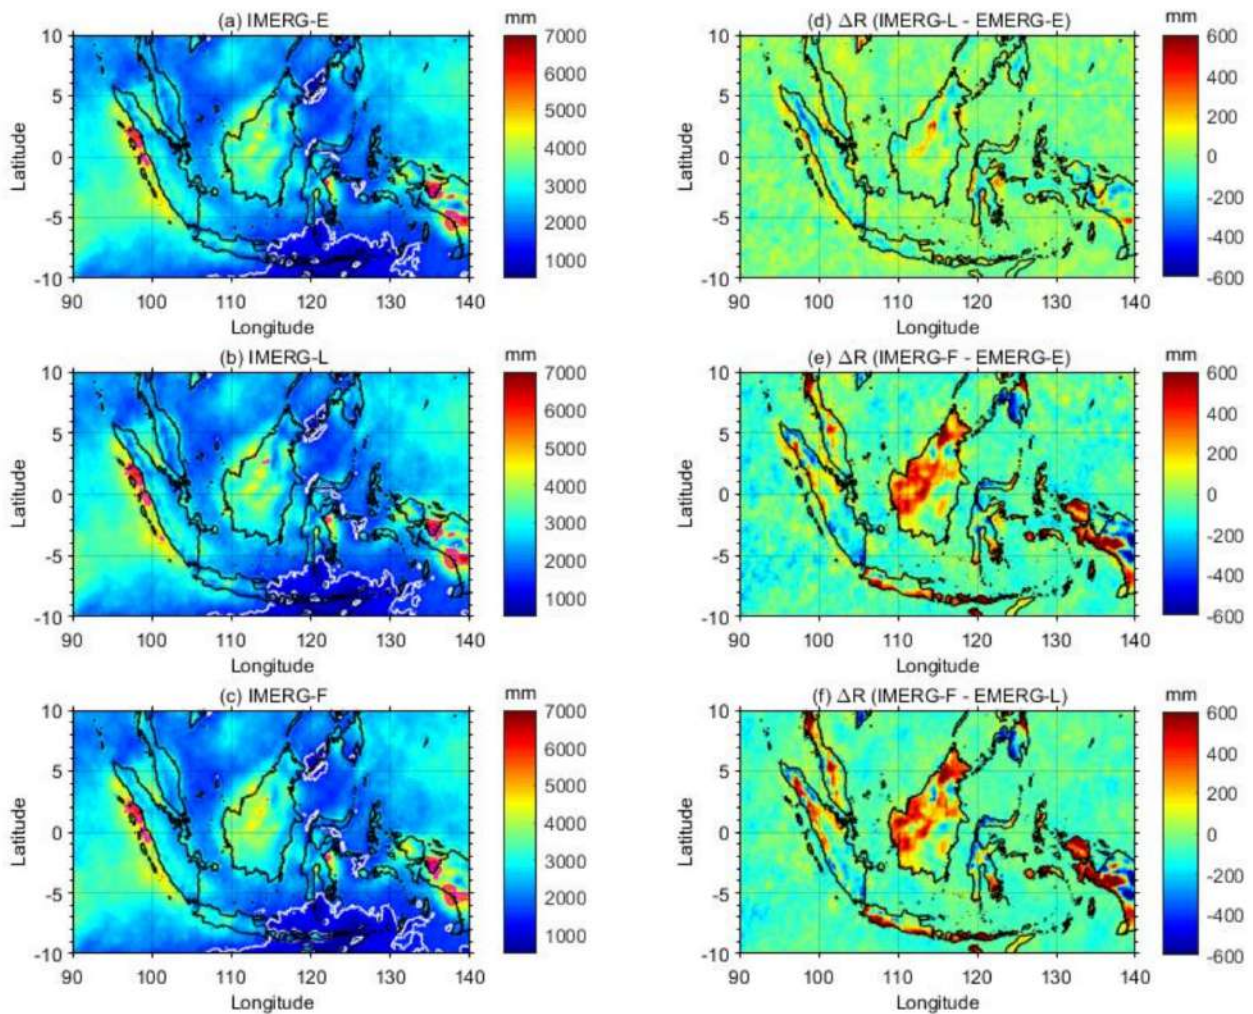 (a) IMERG-E
mm
10
5
0
-5
-10
Latitude
90 100 110 120 130 140
Longitude
7000
6000
5000
4000
3000
2000
1000
(d) ΔR (IMERG-L - EMERG-E)
mm
10
5
0
-5
-10
Latitude
90 100 110 120 130 140
Longitude
600
400
200
0
-200
-400
-600
(b) IMERG-L
mm
10
5
0
-5
-10
Latitude
90 100 110 120 130 140
Longitude
7000
6000
5000
4000
3000
2000
1000
(e) ΔR (IMERG-F - EMERG-E)
mm
10
5
0
-5
-10
Latitude
90 100 110 120 130 140
Longitude
600
400
200
0
-200
-400
-600
(c) IMERG-F
mm
10
5
0
-5
-10
Latitude
90 100 110 120 130 140
Longitude
7000
6000
5000
4000
3000
2000
1000
(f) ΔR (IMERG-F - EMERG-L)
mm
10
5
0
-5
-10
Latitude
90 100 110 120 130 140
Longitude
600
400
200
0
-200
-400
-600